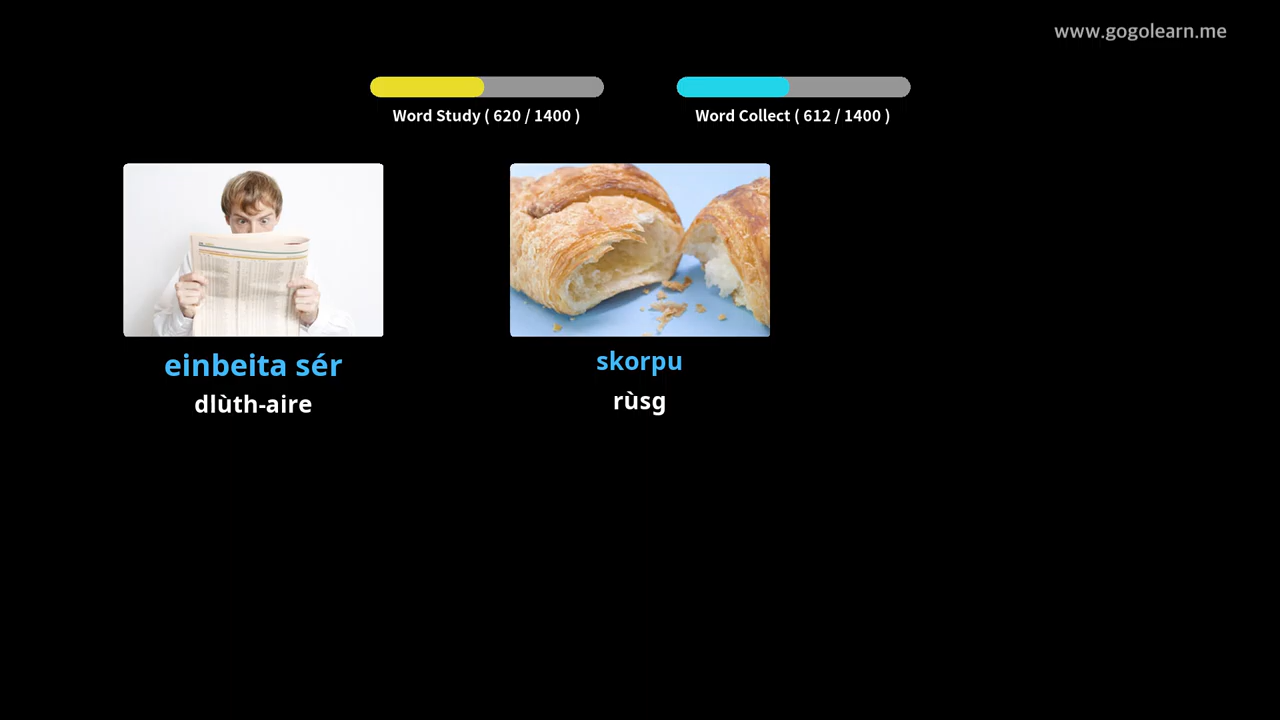 www.gogolearn.me
Word Study ( 620 / 1400 )
Word Collect ( 612 / 1400 )
einbeita sér
dlùth-aire
skorpu
rùsg